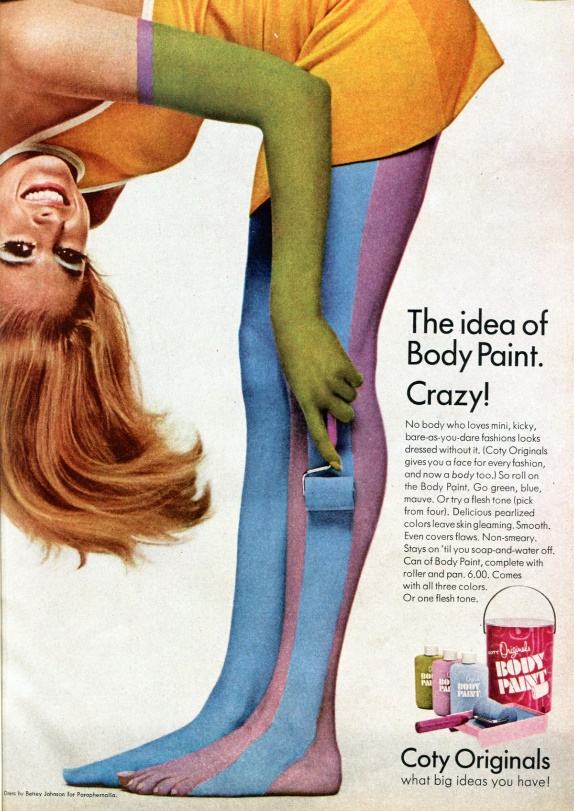 The idea of
Body Paint.
Crazy!
No body who loves mini, kicky,
bare-as-you-dare fashions looks
dressed without it. (Coty Originals
gives you a face for every fashion,
and now a body too.) So roll on
the Body Paint. Go green, blue,
mauve. Or try a flesh tone (pick
from four). Delicious pearlized
colors leave skin gleaming. Smooth.
Even covers flaws. Non-smeary.
Stays on 'til you soap-and-water off.
Can of Body Paint, complete with
roller and pan. 6.00. Comes
with all three colors.
Or one flesh tone.
COTY Originals
BODY
PAINT
BODY
PAI
BO
PA
BODY
PAINT
Coty Originals
what big ideas you have!
Dress by Betsey Johnson for Paraphernalia.